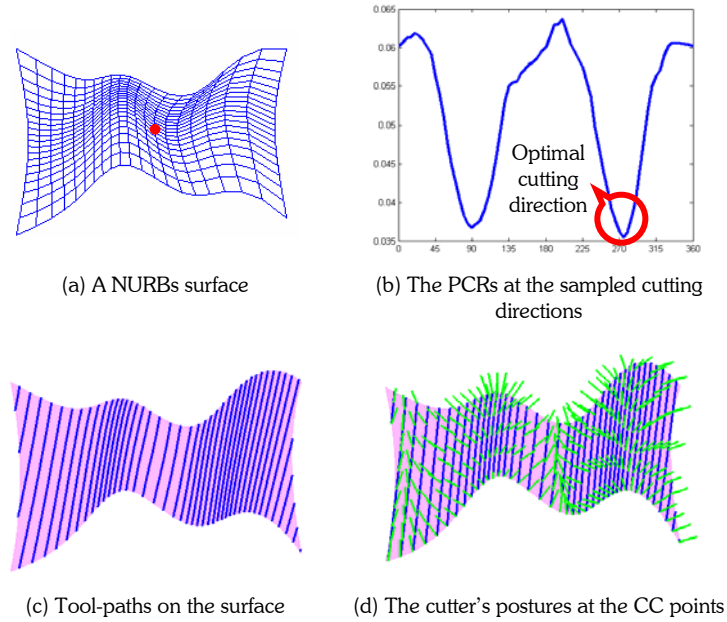 0.065
0.06
0.055
0.05
0.045
0.04
0.035
0 45 90 135 180 225 270 315 360
Optimal
cutting
direction
(a) A NURBs surface
(b) The PCRs at the sampled cutting
directions
(c) Tool-paths on the surface
(d) The cutter's postures at the CC points